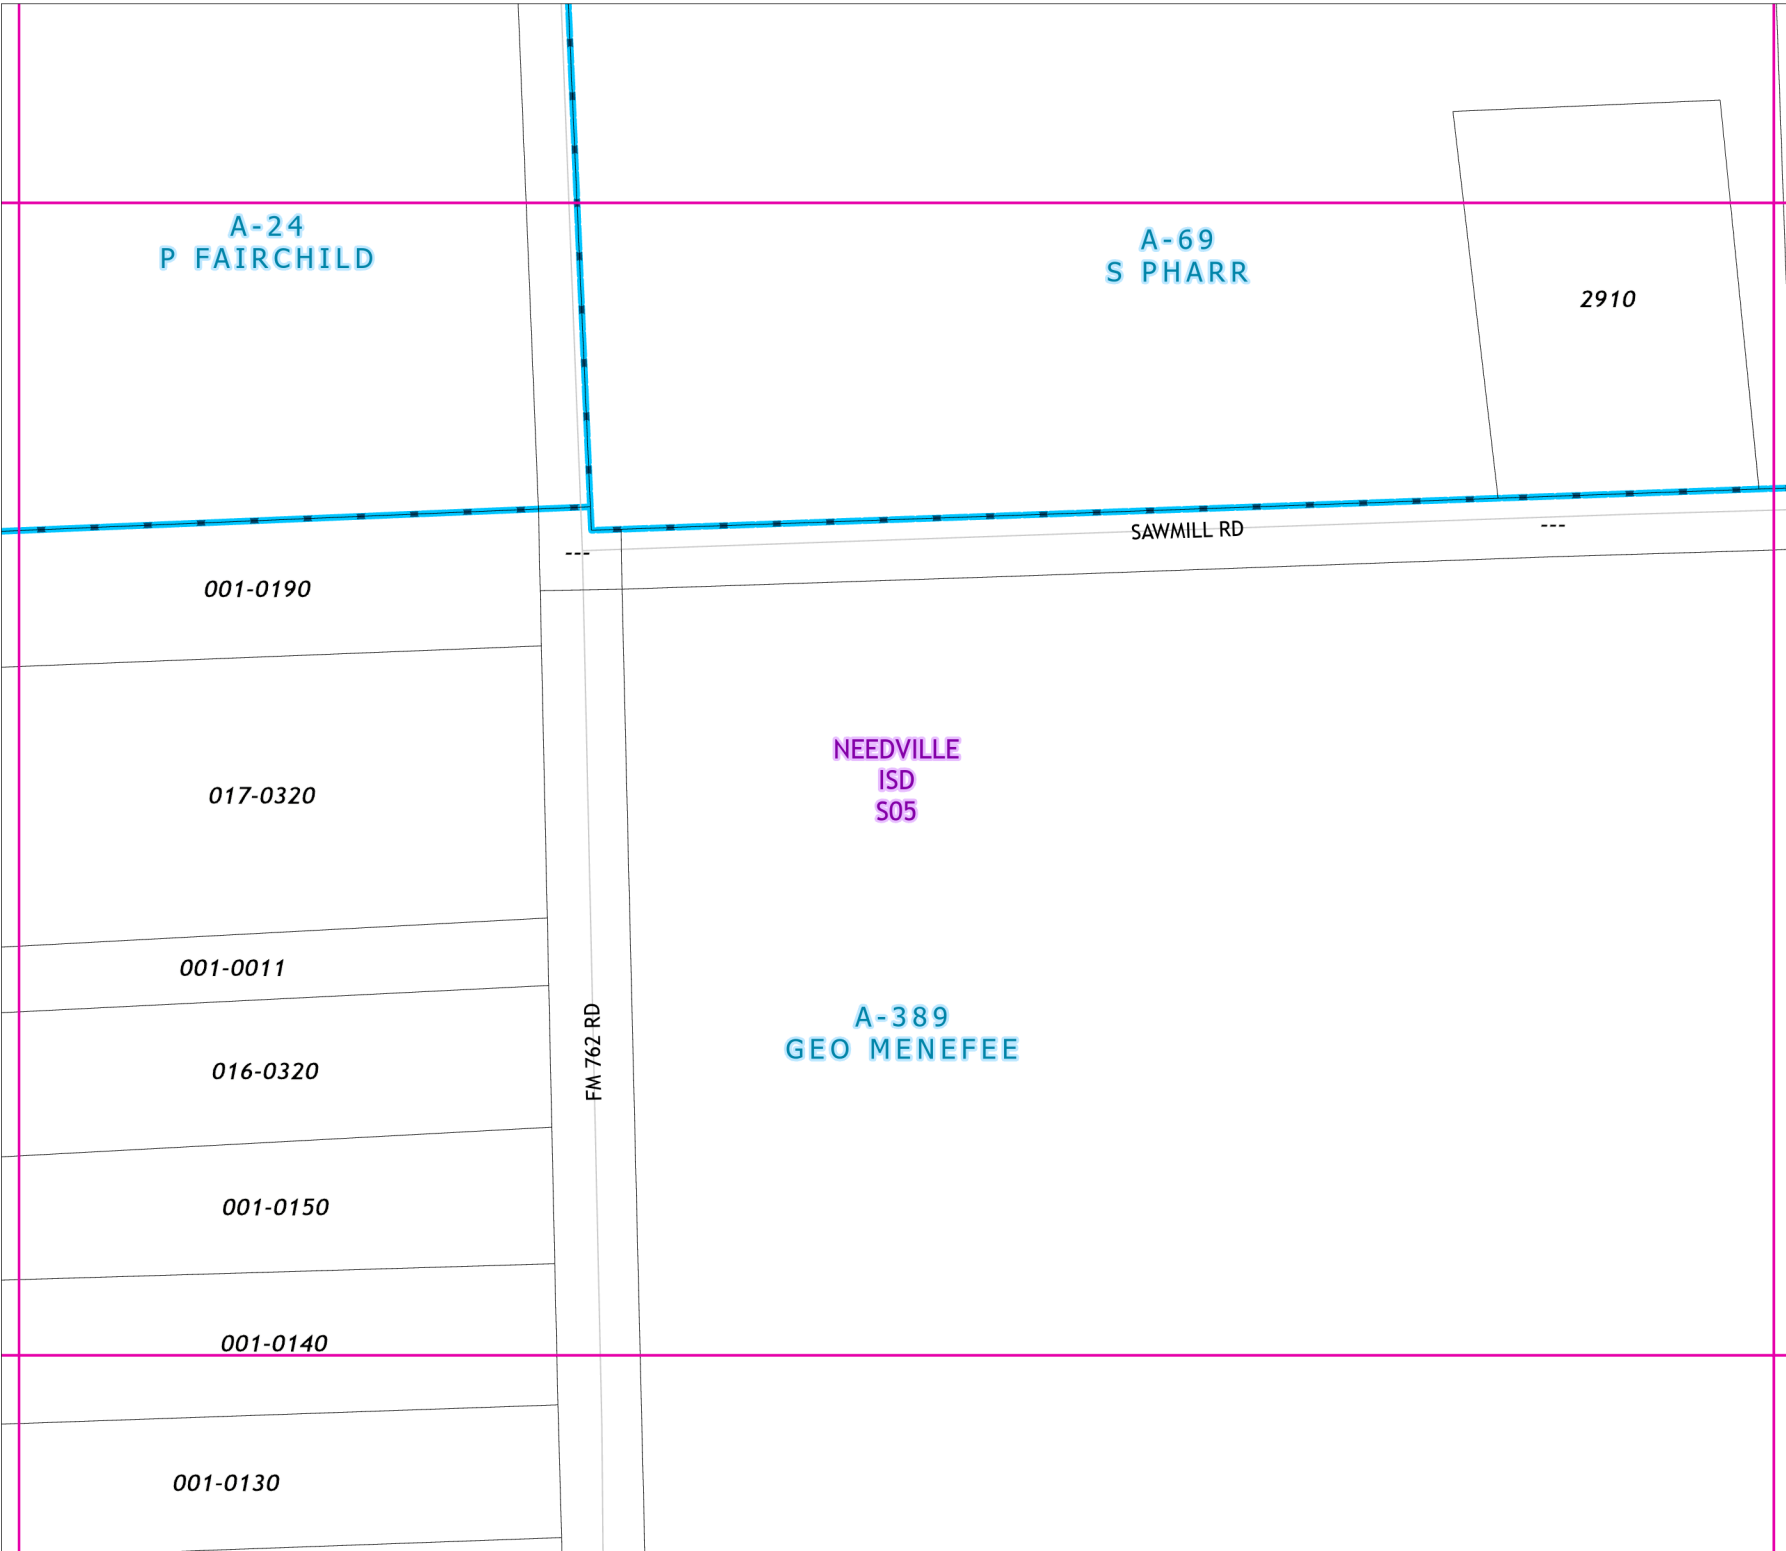 A-24
P FAIRCHILD
A-69
S PHARR
2910
SAWMILL RD
---
---
001-0190
NEEDVILLE
ISD
S05
017-0320
001-0011
A-389
GEO MENEFEE
FM 762 RD
016-0320
001-0150
001-0140
001-0130